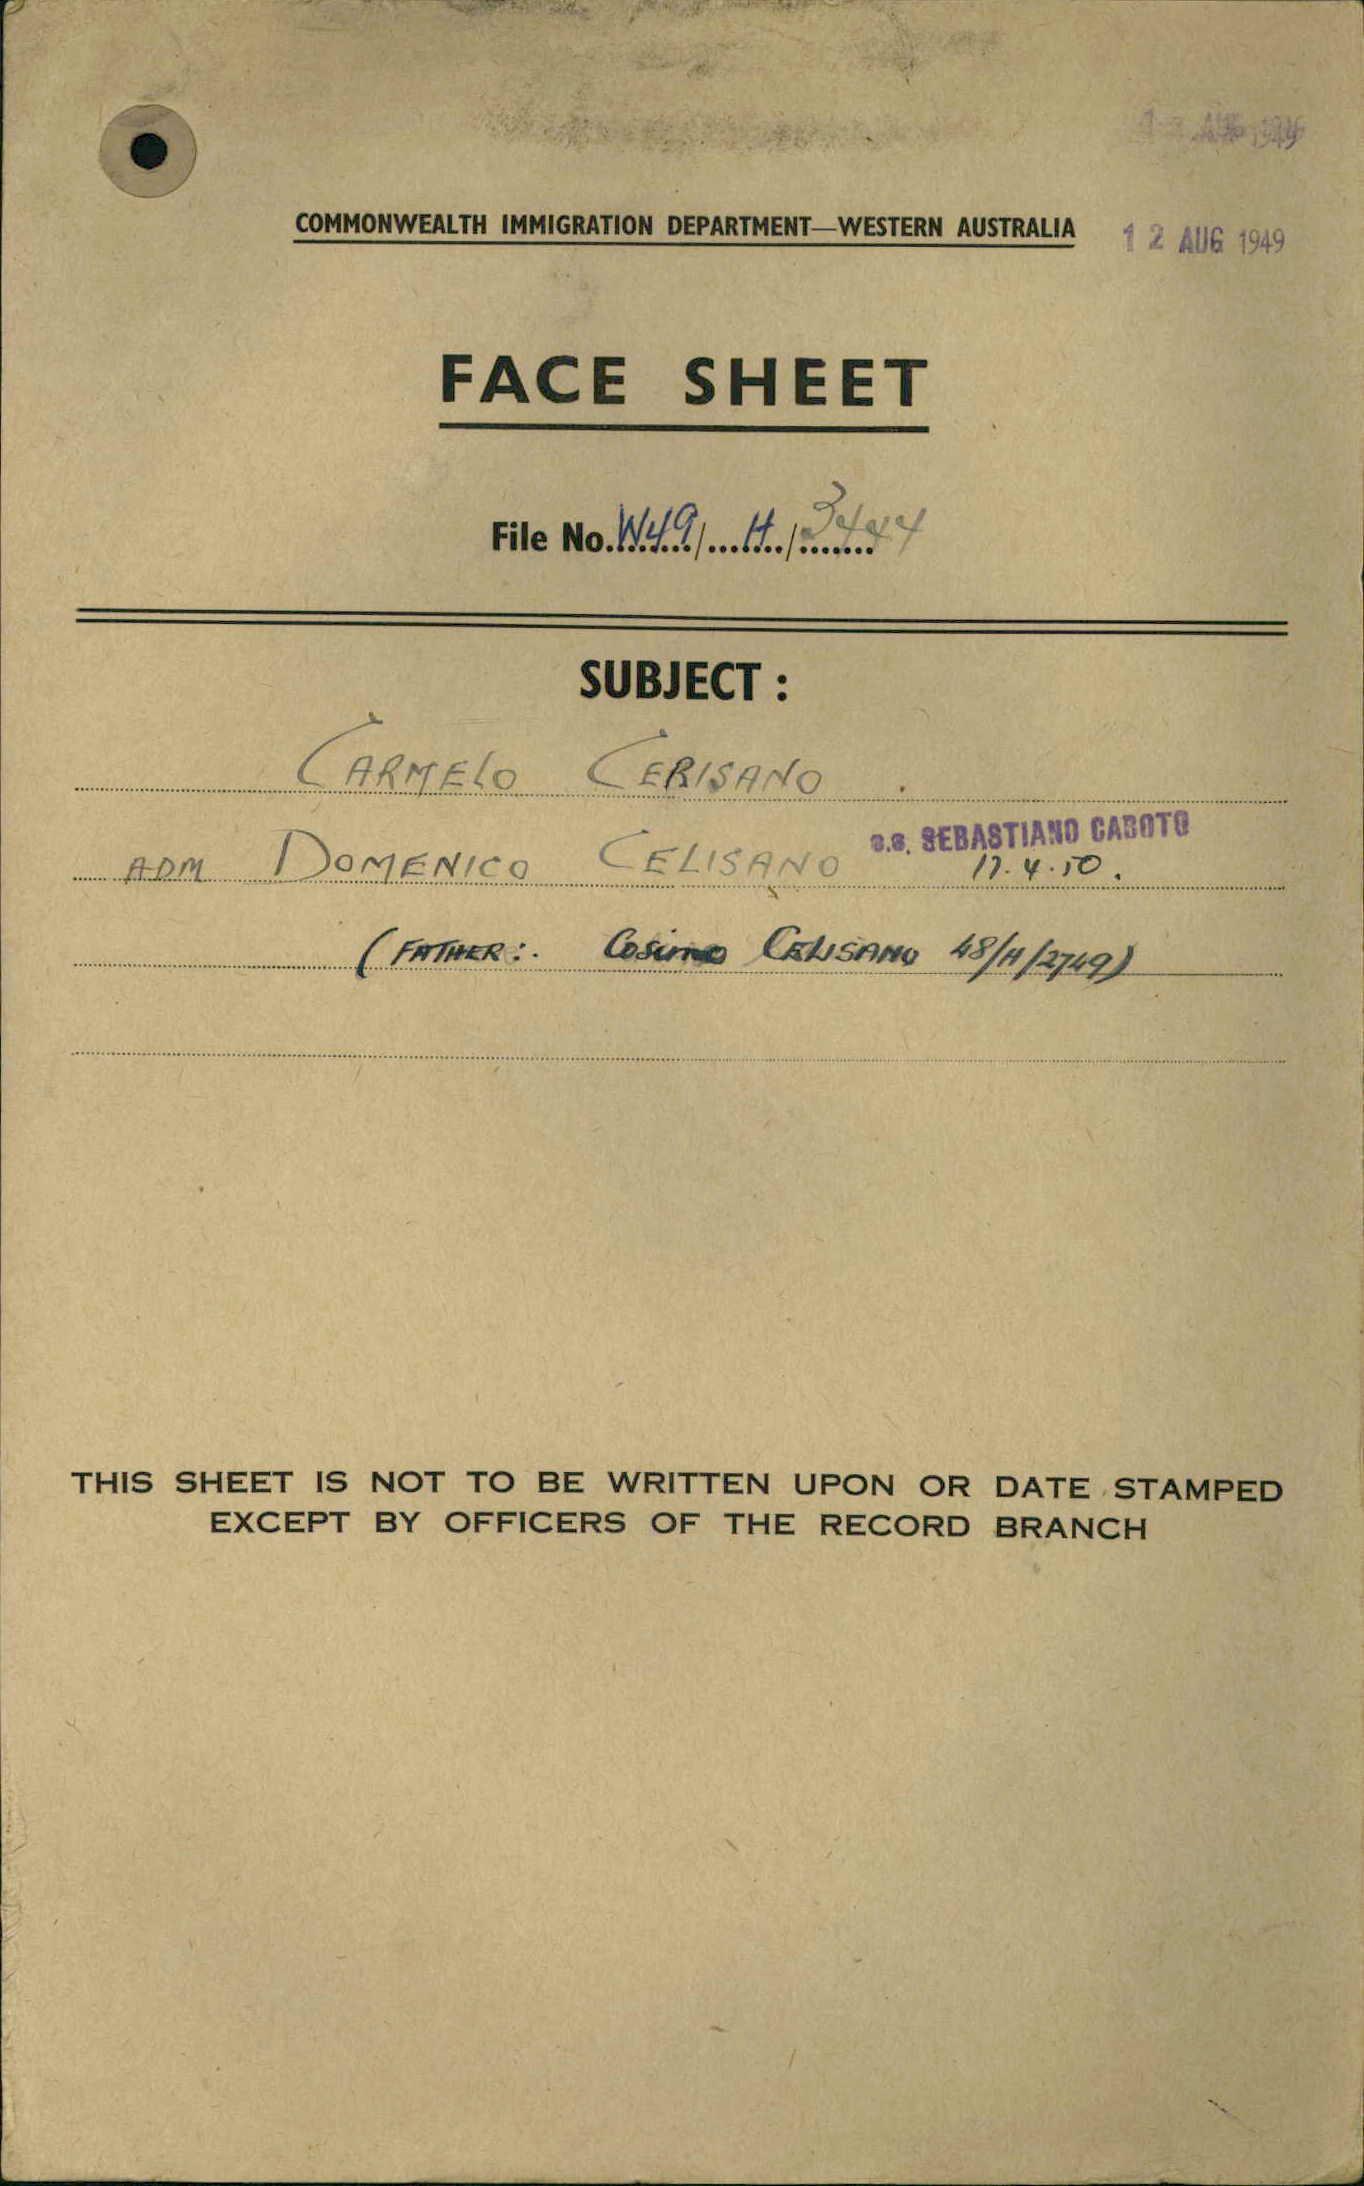 COMMONWEALTH IMMIGRATION DEPARTMENT—WESTERN AUSTRALIA
12 AUG 1949
FACE SHEET
File No. W49/ H /3444
SUBJECT :
CARMELO CERISANO
ADM DOMENICO CELISANO S.S. SEBASTIANO CABOTO
17.4.50.
(FATHER: Cosimo CELISANO 48/H/2749)
THIS SHEET IS NOT TO BE WRITTEN UPON OR DATE STAMPED
EXCEPT BY OFFICERS OF THE RECORD BRANCH